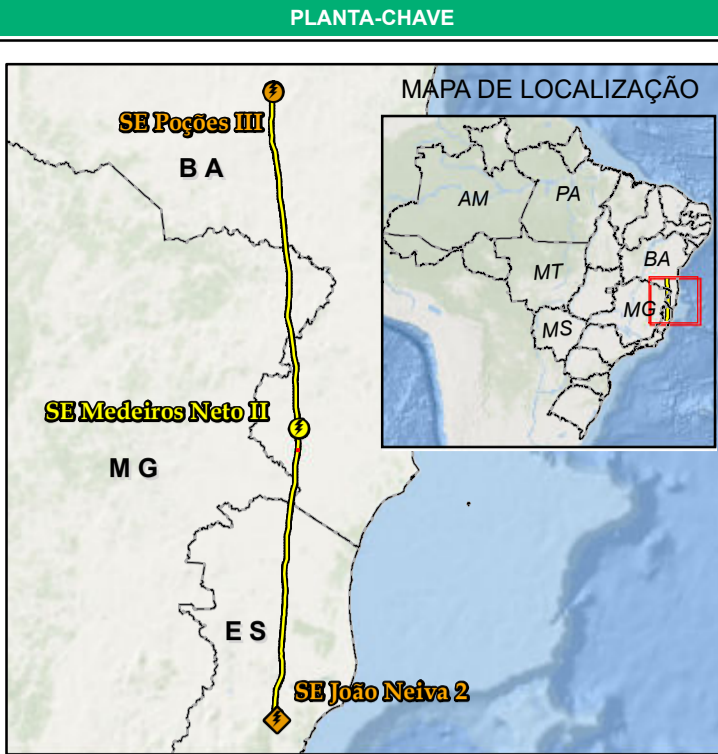 PLANTA-CHAVE
MAPA DE LOCALIZAÇÃO
SE Poções III
B A
AM
PA
BA
MT
MG
MS
SE Medeiros Neto II
M G
E S
SE João Neiva 2